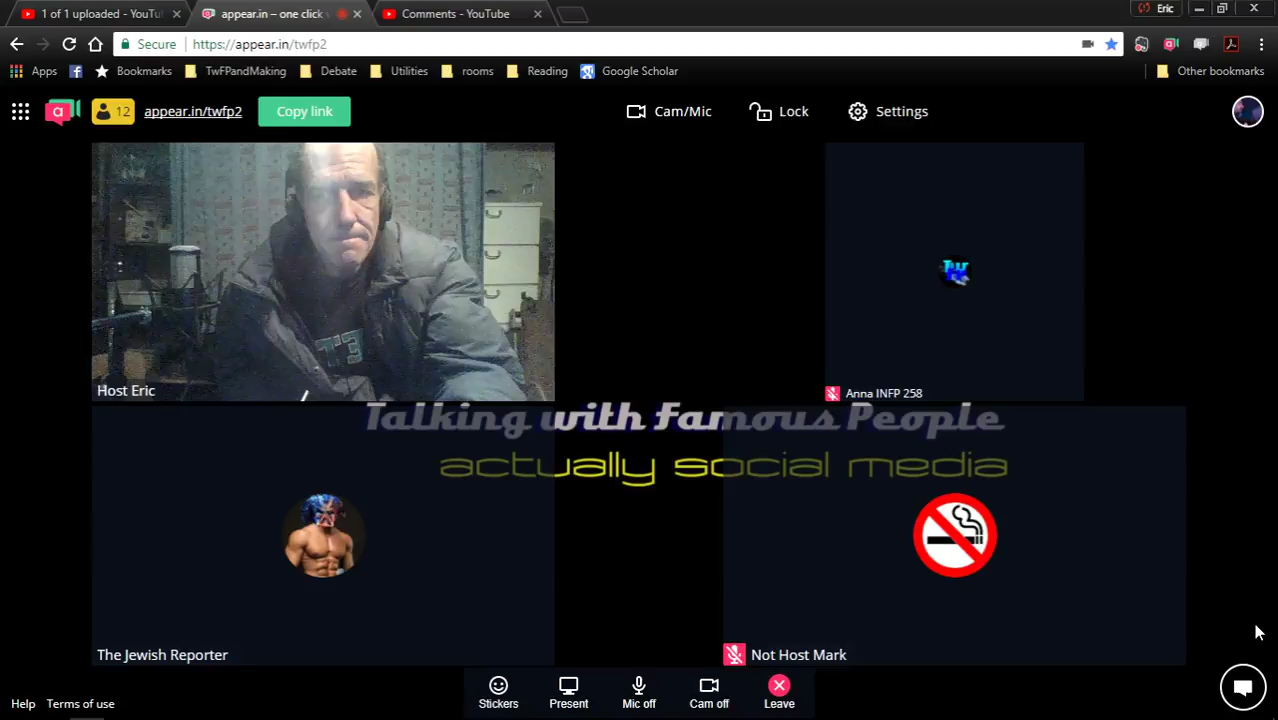 1 of 1 uploaded - YouTu
appear.in – one click v
Comments - YouTube
Eric
Secure
https://appear.in/twfp2
Apps
Bookmarks
TwFPandMaking
Debate
Utilities
rooms
Reading
Google Scholar
Other bookmarks
a
12
appear.in/twfp2
Copy link
Cam/Mic
Lock
Settings
Host Eric
Anna INFP 258
Talking with Famous People
actually social media
The Jewish Reporter
Not Host Mark
Stickers
Present
Mic off
Cam off
Leave
Help
Terms of use